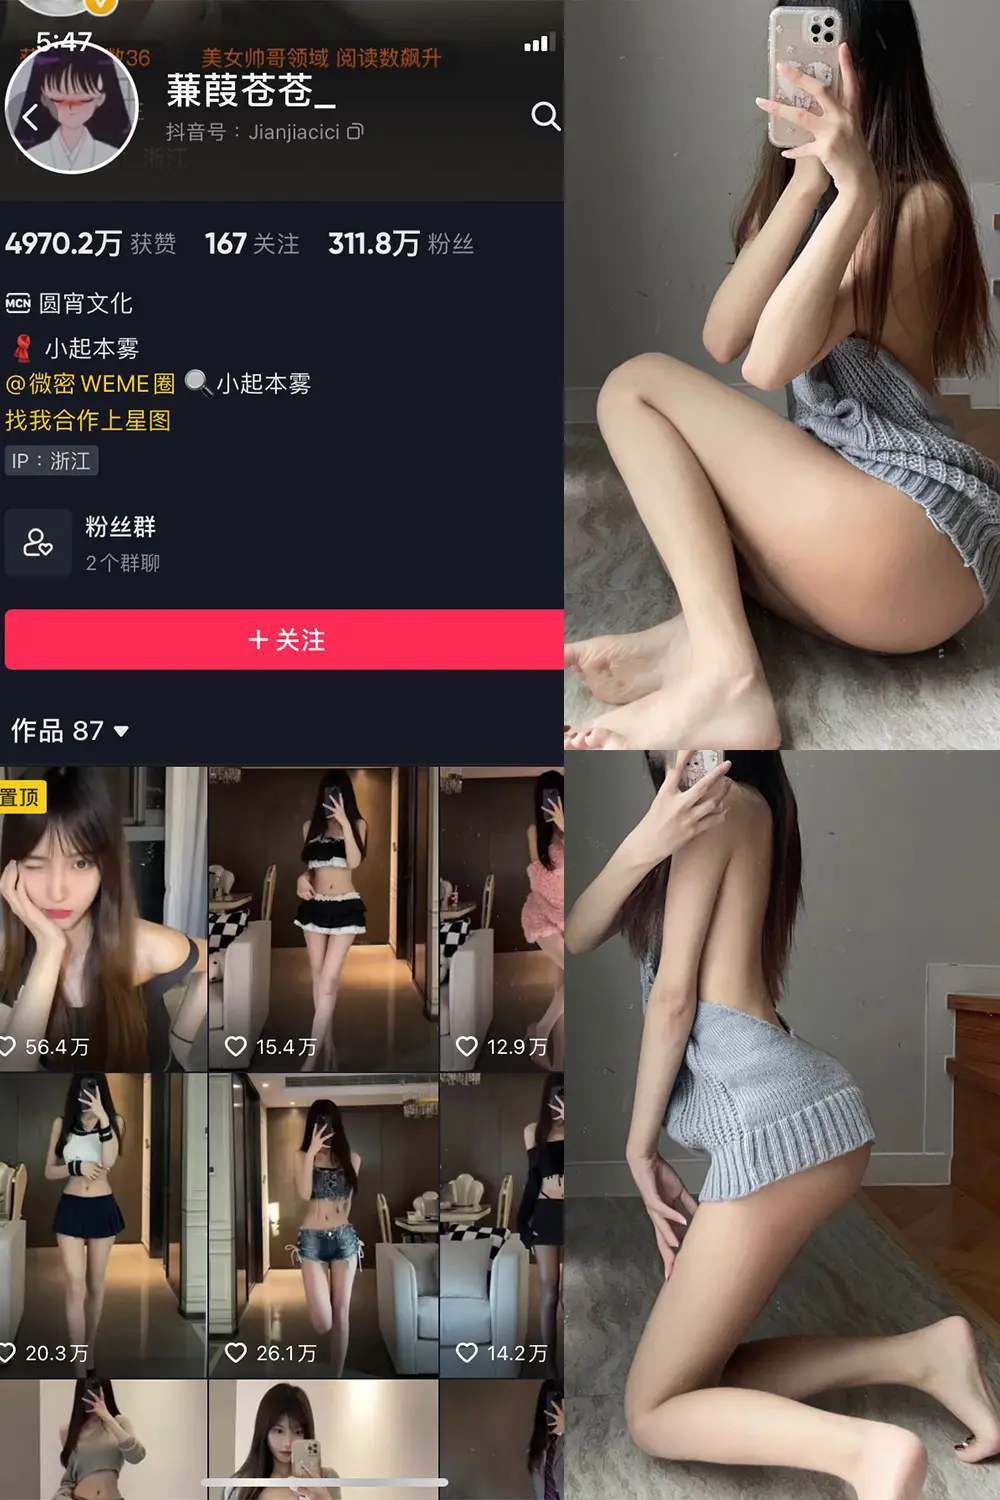 5:47
数36 美女帅哥领域 阅读数飙升
蒹葭苍苍_
抖音号：Jianjiacici
浙江
4970.2万 获赞 167 关注 311.8万 粉丝
MCN 圆宵文化
小起本雾
@微密WEME圈 小起本雾
找我合作上星图
IP：浙江
粉丝群
2个群聊
+ 关注
作品 87
置顶
56.4万
15.4万
12.9万
20.3万
26.1万
14.2万